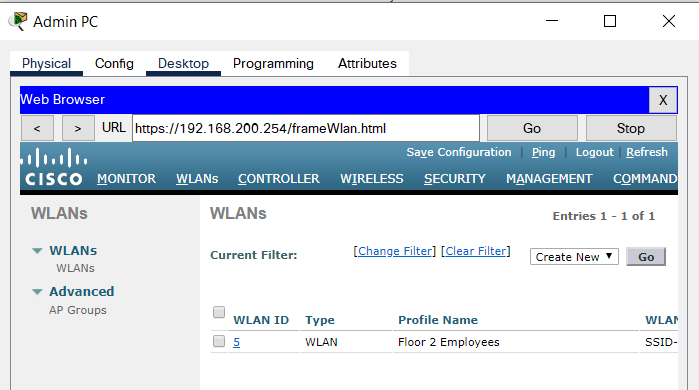 Admin PC
Physical Config Desktop Programming Attributes
Web Browser X
< > URL https://192.168.200.254/frameWlan.html Go Stop
Save Configuration | Ping | Logout | Refresh
CISCO MONITOR WLANs CONTROLLER WIRELESS SECURITY MANAGEMENT COMMAND
WLANs
WLANs
WLANs
Advanced
AP Groups
WLANs Entries 1 - 1 of 1
Current Filter: [Change Filter] [Clear Filter] Create New Go
WLAN ID Type Profile Name WLAN
5 WLAN Floor 2 Employees SSID-